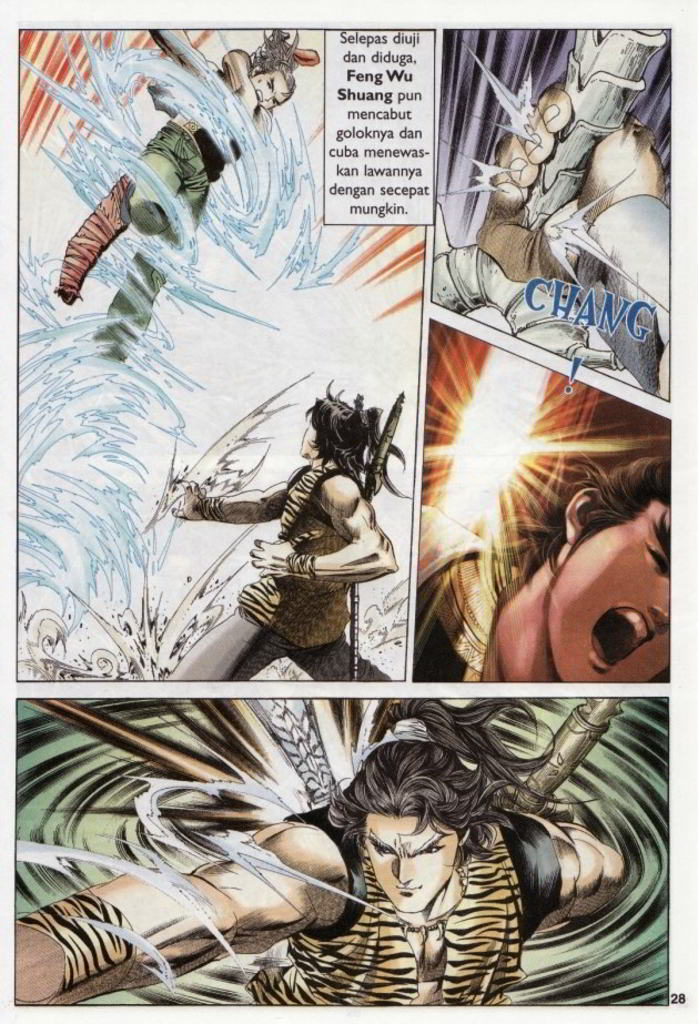 Selepas diuji
dan diduga,
Feng Wu
Shuang pun
mencabut
goloknya dan
cuba menewas-
kan lawannya
dengan secepat
mungkin.
CHANG
!
28